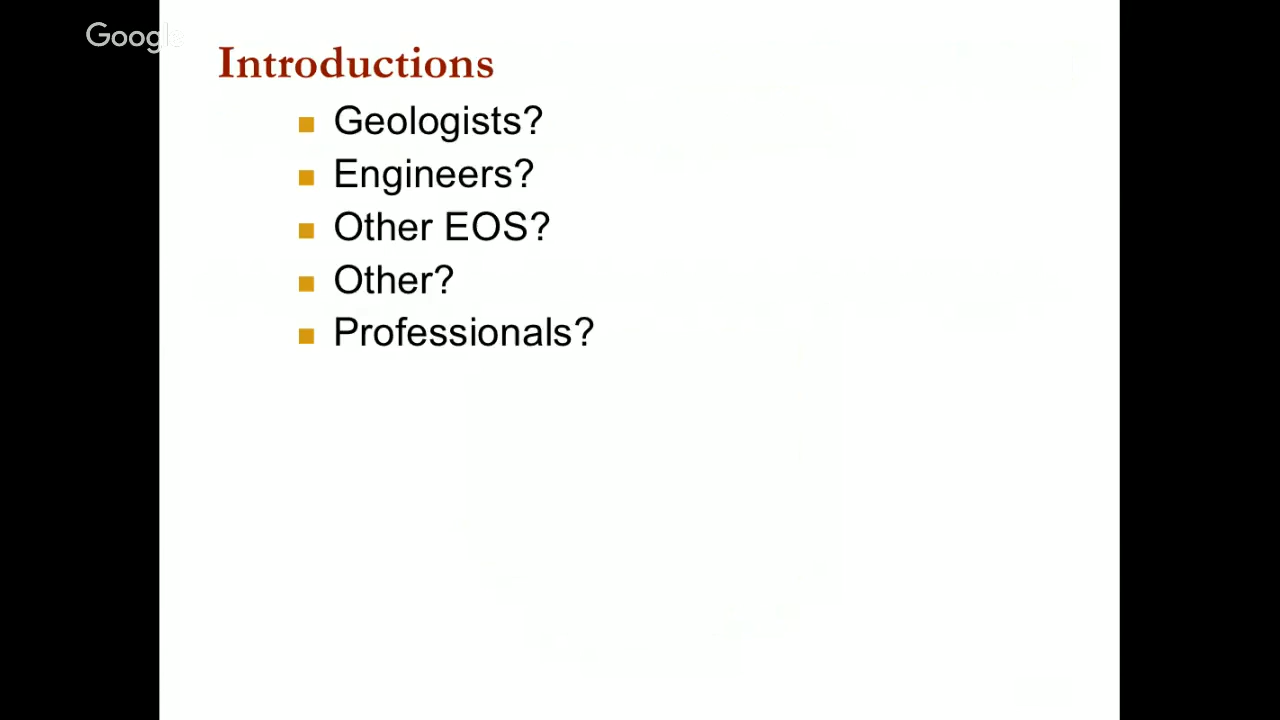 Google
Introductions
Geologists?
Engineers?
Other EOS?
Other?
Professionals?